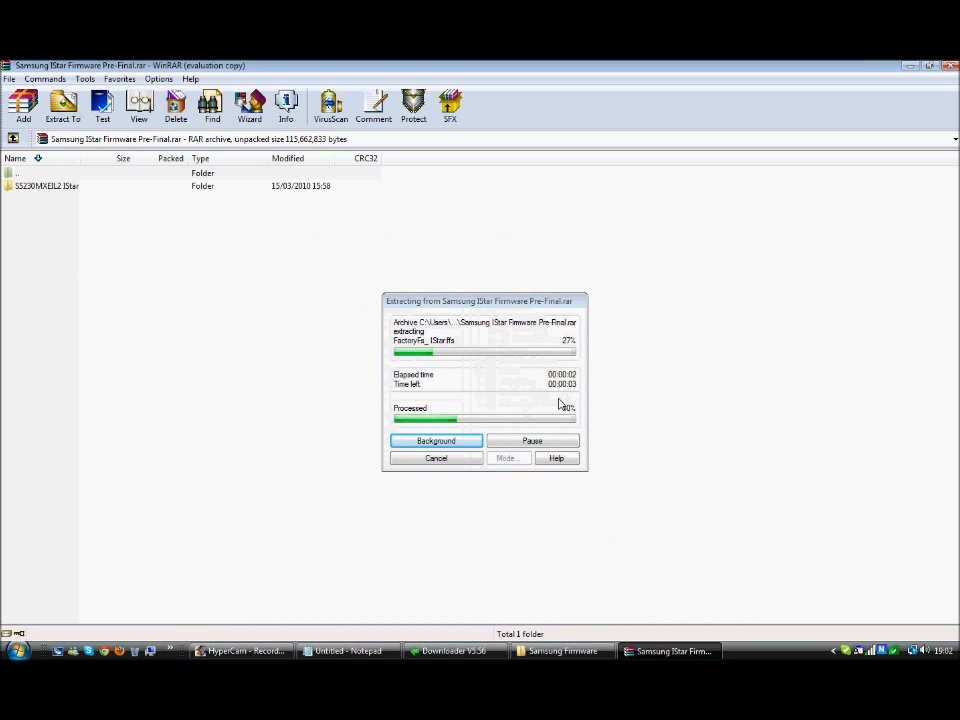 Samsung IStar Firmware Pre-Final.rar - WinRAR (evaluation copy)
File Commands Tools Favorites Options Help
Add Extract To Test View Delete Find Wizard Info VirusScan Comment Protect SFX
Samsung IStar Firmware Pre-Final.rar - RAR archive, unpacked size 115,662,833 bytes
Name Size Packed Type Modified CRC32
.. Folder
S5230MXEIL2 IStar Folder 15/03/2010 15:58
Extracting from Samsung IStar Firmware Pre-Final.rar
Archive C:\Users\...\Samsung IStar Firmware Pre-Final.rar
extracting
FactoryFs_ IStar.ffs 27%
Elapsed time 00:00:02
Time left 00:00:03
Processed
Background Pause
Cancel Mode... Help
Total 1 folder
HyperCam - Record... Untitled - Notepad Downloader V5.56 Samsung Firmware Samsung IStar Firm... 19:02